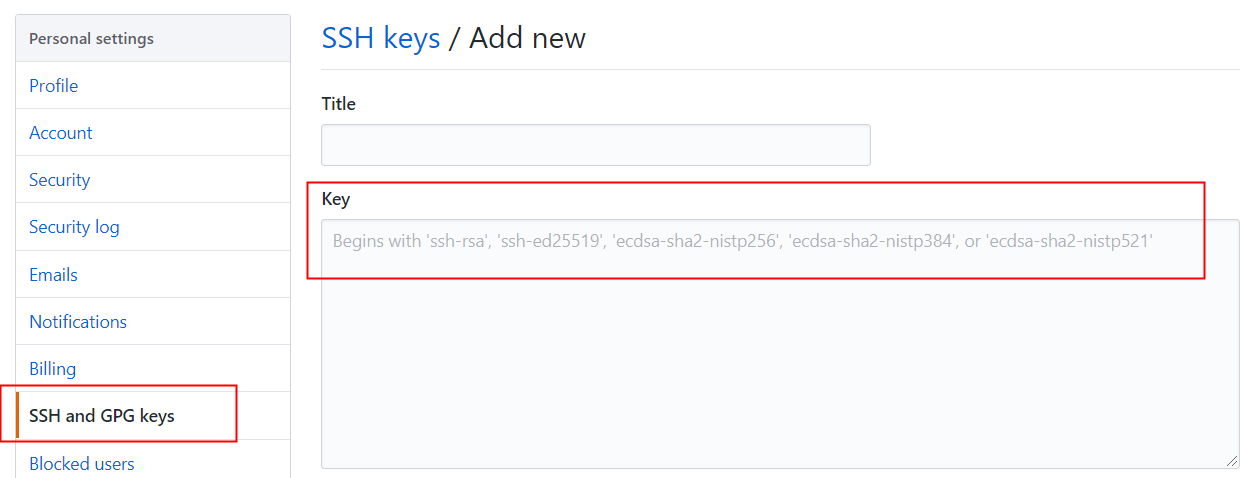 Personal settings
Profile
Account
Security
Security log
Emails
Notifications
Billing
SSH and GPG keys
Blocked users
SSH keys / Add new
Title
Key
Begins with 'ssh-rsa', 'ssh-ed25519', 'ecdsa-sha2-nistp256', 'ecdsa-sha2-nistp384', or 'ecdsa-sha2-nistp521'